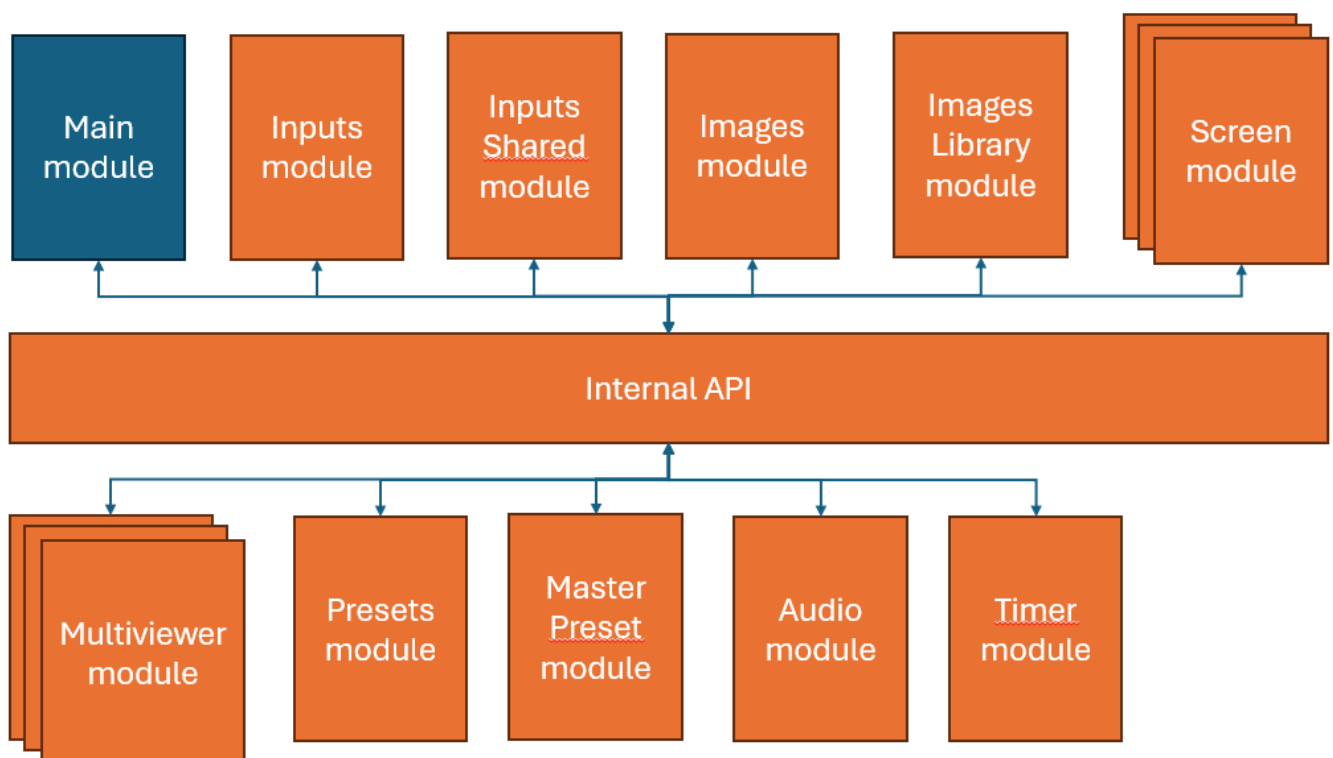 Main
module
Inputs
module
Inputs
Shared
module
Images
module
Images
Library
module
Screen
module
Internal API
Multiviewer
module
Presets
module
Master
Preset
module
Audio
module
Timer
module